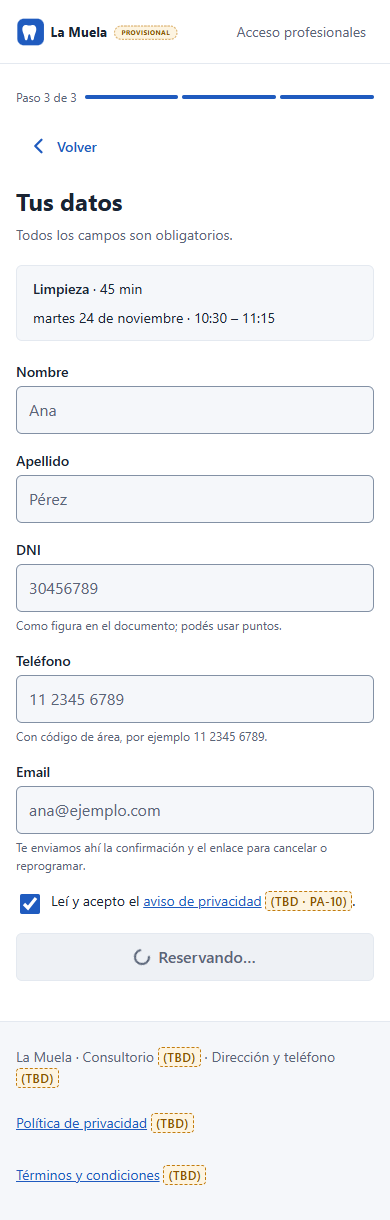 La Muela PROVISIONAL Acceso profesionales
Paso 3 de 3
Volver
Tus datos
Todos los campos son obligatorios.
Limpieza · 45 min
martes 24 de noviembre · 10:30 – 11:15
Nombre
Ana
Apellido
Pérez
DNI
30456789
Como figura en el documento; podés usar puntos.
Teléfono
11 2345 6789
Con código de área, por ejemplo 11 2345 6789.
Email
ana@ejemplo.com
Te enviamos ahí la confirmación y el enlace para cancelar o
reprogramar.
Leí y acepto el aviso de privacidad (TBD · PA-10).
Reservando…
La Muela · Consultorio (TBD) · Dirección y teléfono
(TBD)
Política de privacidad (TBD)
Términos y condiciones (TBD)